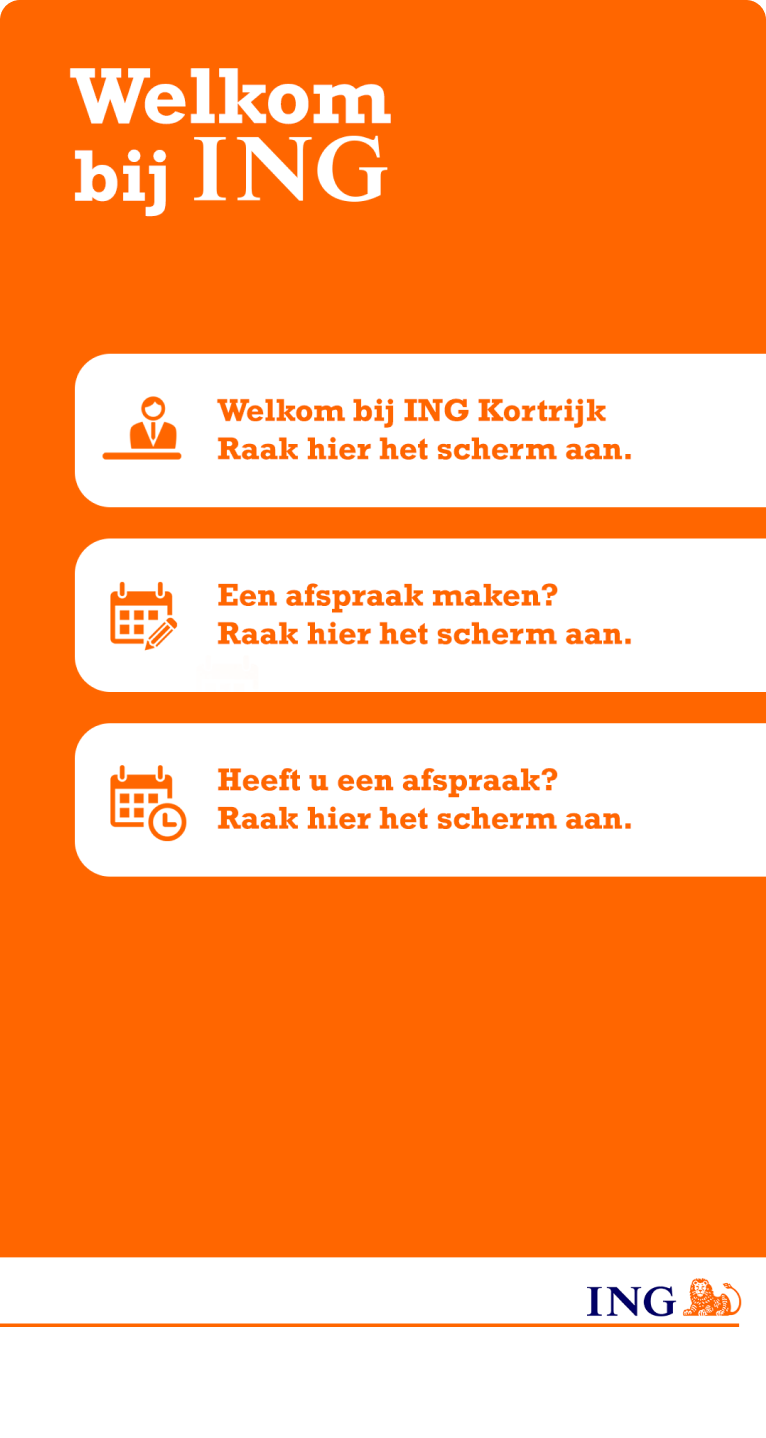 Welkom
bij ING
Welkom bij ING Kortrijk
Raak hier het scherm aan.
Een afspraak maken?
Raak hier het scherm aan.
Heeft u een afspraak?
Raak hier het scherm aan.
ING